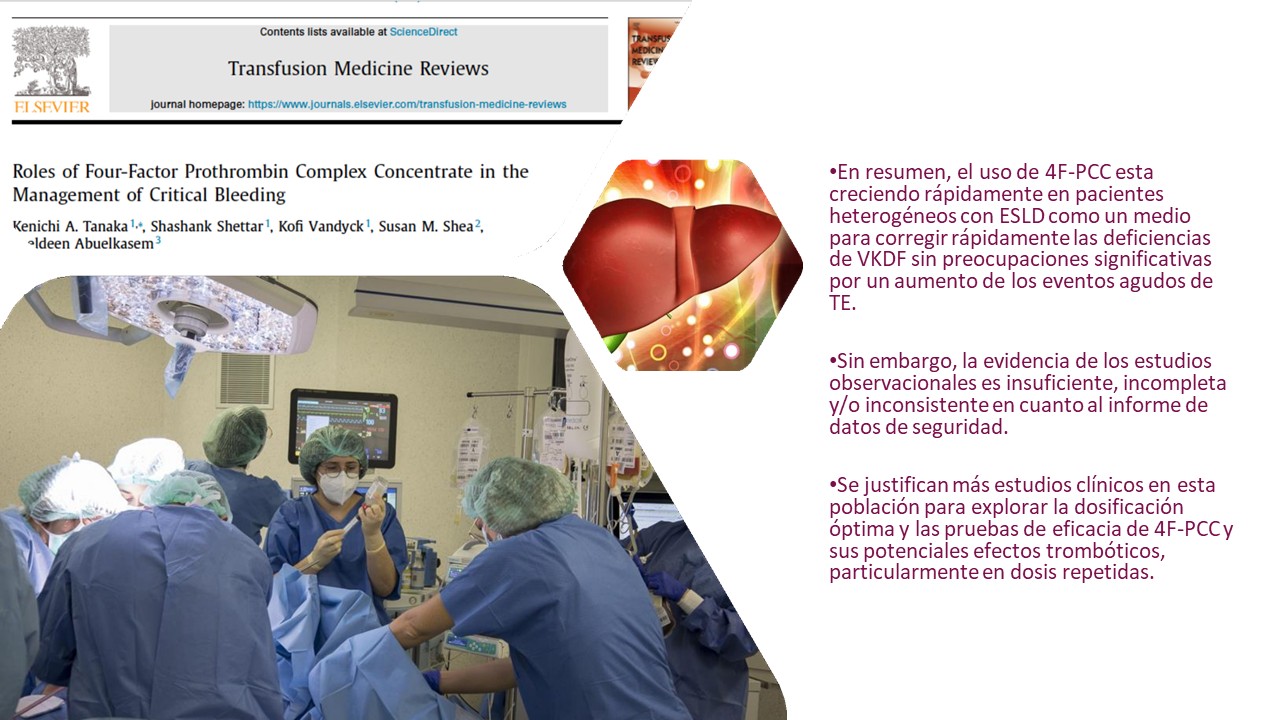 Contents lists available at ScienceDirect
Transfusion Medicine Reviews
journal homepage: https://www.journals.elsevier.com/transfusion-medicine-reviews
ELSEVIER
TRANSFUS
MEDICIN
REVIEW
Roles of Four-Factor Prothrombin Complex Concentrate in the
Management of Critical Bleeding
Kenichi A. Tanaka 1,*, Shashank Shettar 1, Kofi Vandyck 1, Susan M. Shea 2,
eldeen Abuelkasem 3
•En resumen, el uso de 4F-PCC esta
creciendo rápidamente en pacientes
heterogéneos con ESLD como un medio
para corregir rápidamente las deficiencias
de VKDF sin preocupaciones significativas
por un aumento de los eventos agudos de
TE.
•Sin embargo, la evidencia de los estudios
observacionales es insuficiente, incompleta
y/o inconsistente en cuanto al informe de
datos de seguridad.
•Se justifican más estudios clínicos en esta
población para explorar la dosificación
óptima y las pruebas de eficacia de 4F-PCC y
sus potenciales efectos trombóticos,
particularmente en dosis repetidas.